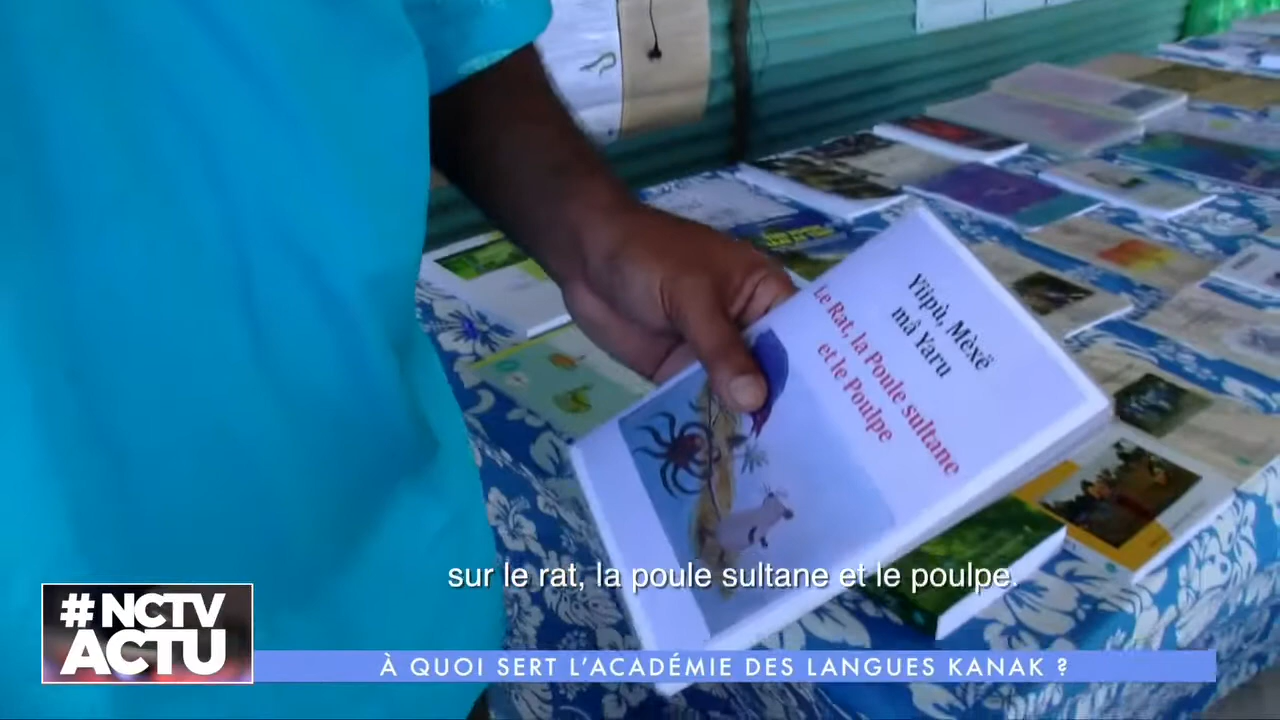 Yiipù, Mèxë
mâ Yaru
Le Rat, la Poule sultane
et le Poulpe
sur le rat, la poule sultane et le poulpe.
#NCTV
ACTU
À QUOI SERT L'ACADÉMIE DES LANGUES KANAK ?